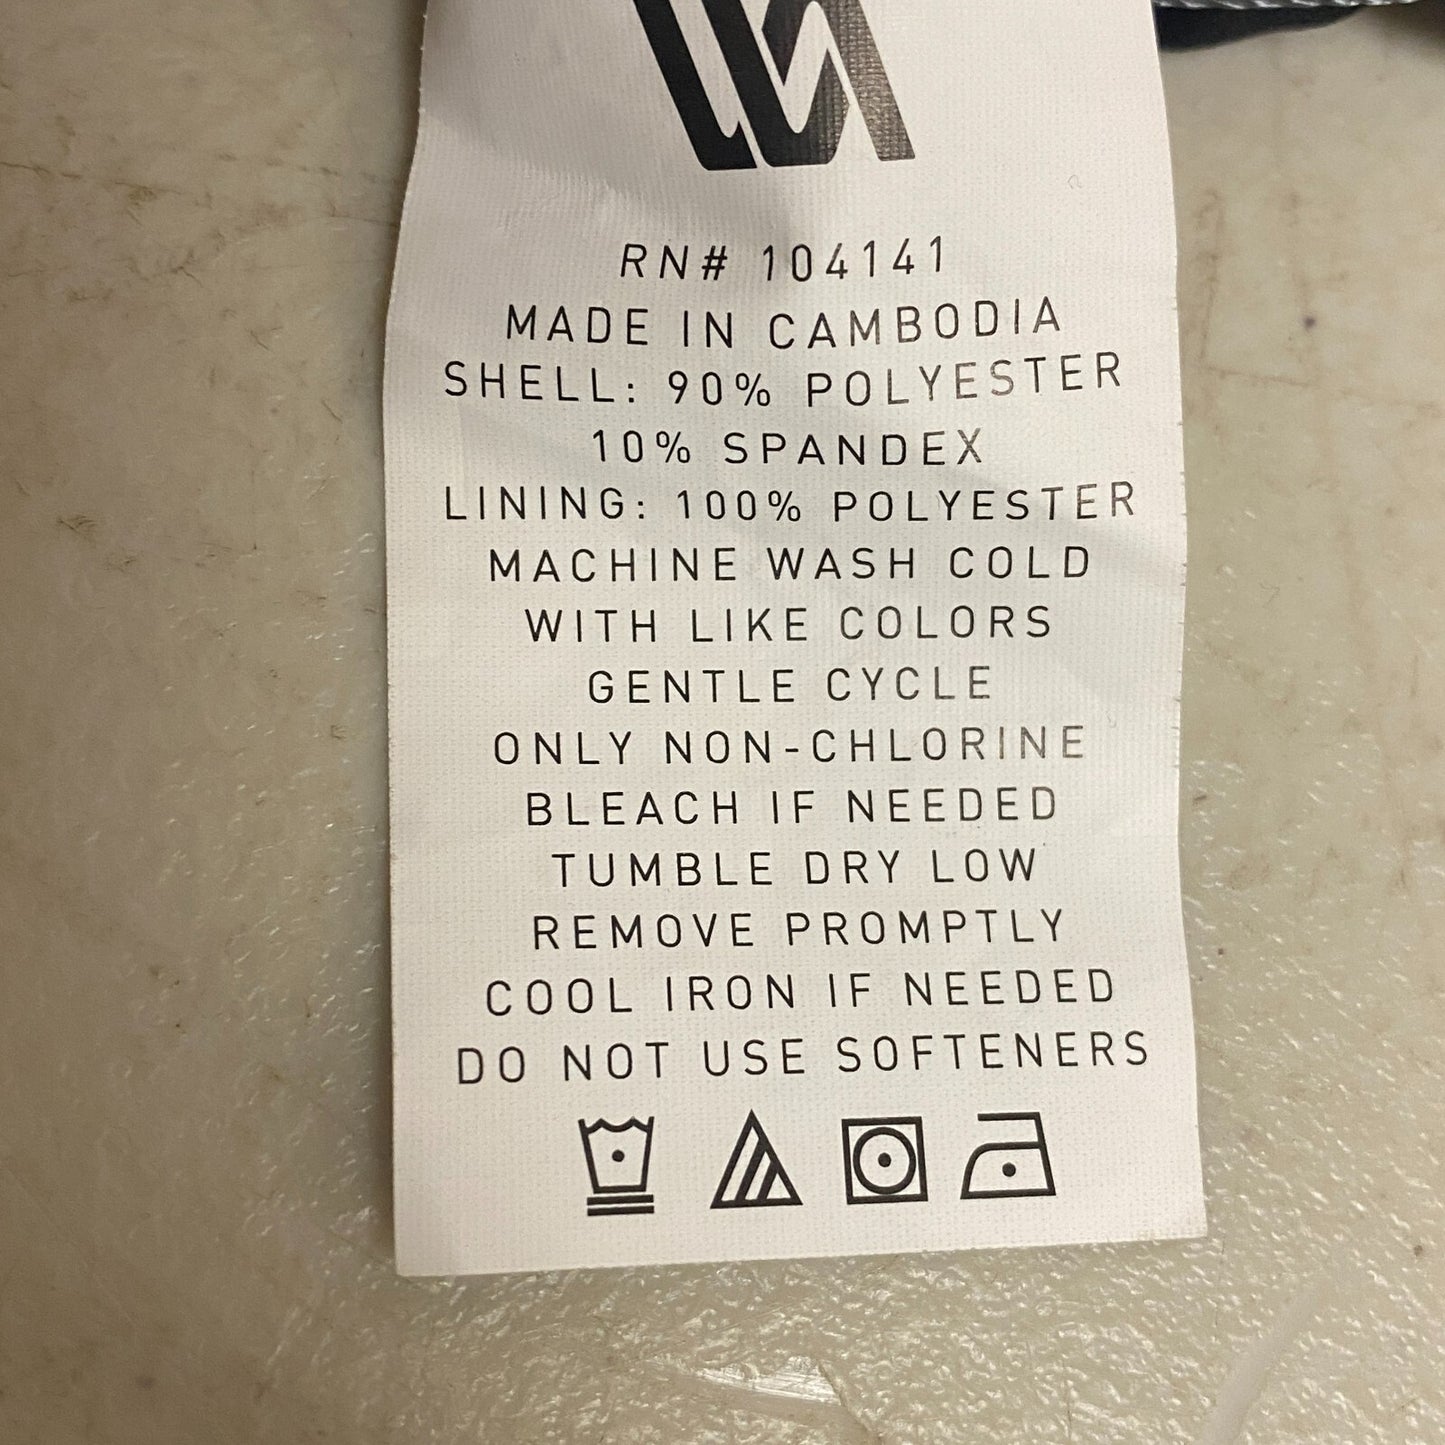 RN# 104141
MADE IN CAMBODIA
SHELL: 90% POLYESTER
10% SPANDEX
LINING: 100% POLYESTER
MACHINE WASH COLD
WITH LIKE COLORS
GENTLE CYCLE
ONLY NON-CHLORINE
BLEACH IF NEEDED
TUMBLE DRY LOW
REMOVE PROMPTLY
COOL IRON IF NEEDED
DO NOT USE SOFTENERS